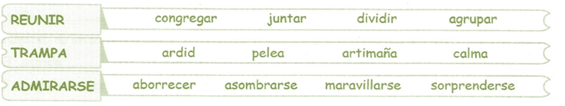 REUNIR congregar juntar dividir agrupar
TRAMPA ardid pelea artimaña calma
ADMIRARSE aborrecer asombrarse maravillarse sorprenderse